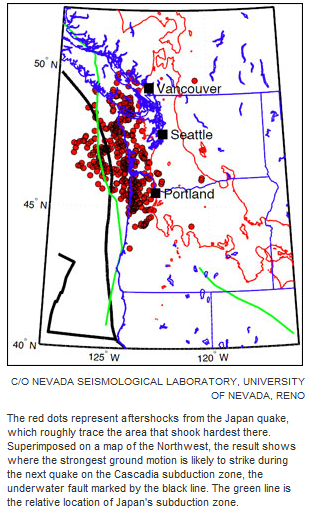 50° N
Vancouver
Seattle
Portland
45° N
40° N
125° W
120° W
C/O NEVADA SEISMOLOGICAL LABORATORY, UNIVERSITY
OF NEVADA, RENO
The red dots represent aftershocks from the Japan quake,
which roughly trace the area that shook hardest there.
Superimposed on a map of the Northwest, the result shows
where the strongest ground motion is likely to strike during
the next quake on the Cascadia subduction zone, the
underwater fault marked by the black line. The green line is
the relative location of Japan's subduction zone.